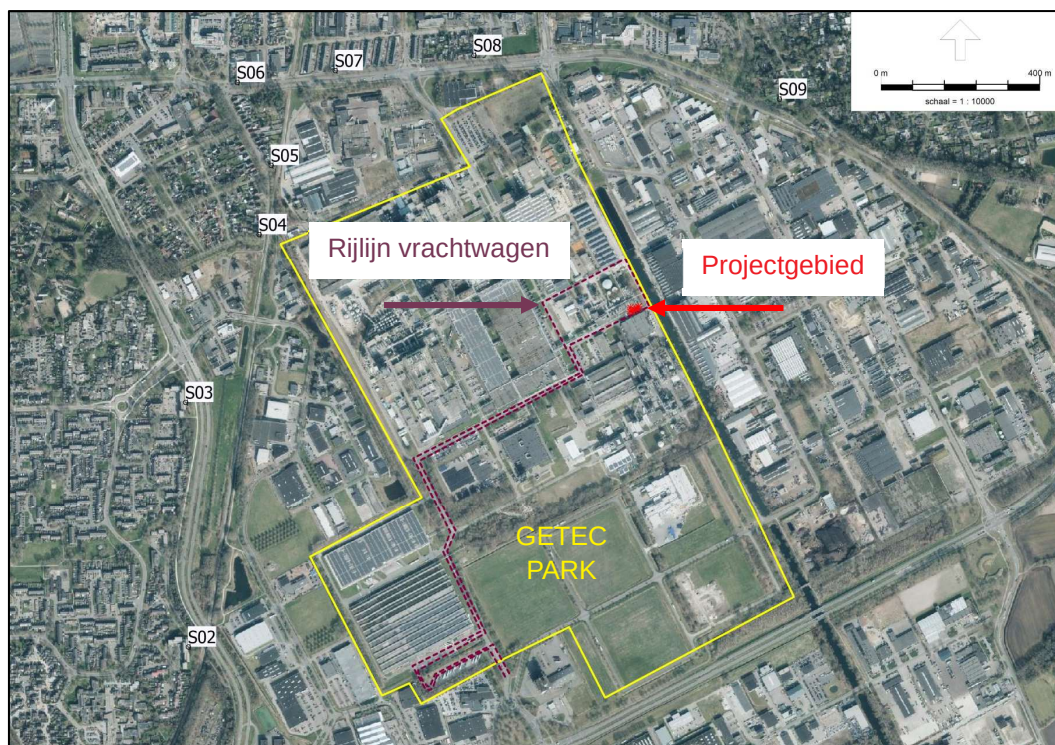 S08
S07
S06
S09
0 m
400 m
schaal = 1 : 10000
S05
S04
Rijlijn vrachtwagen
Projectgebied
S03
GETEC
PARK
S02